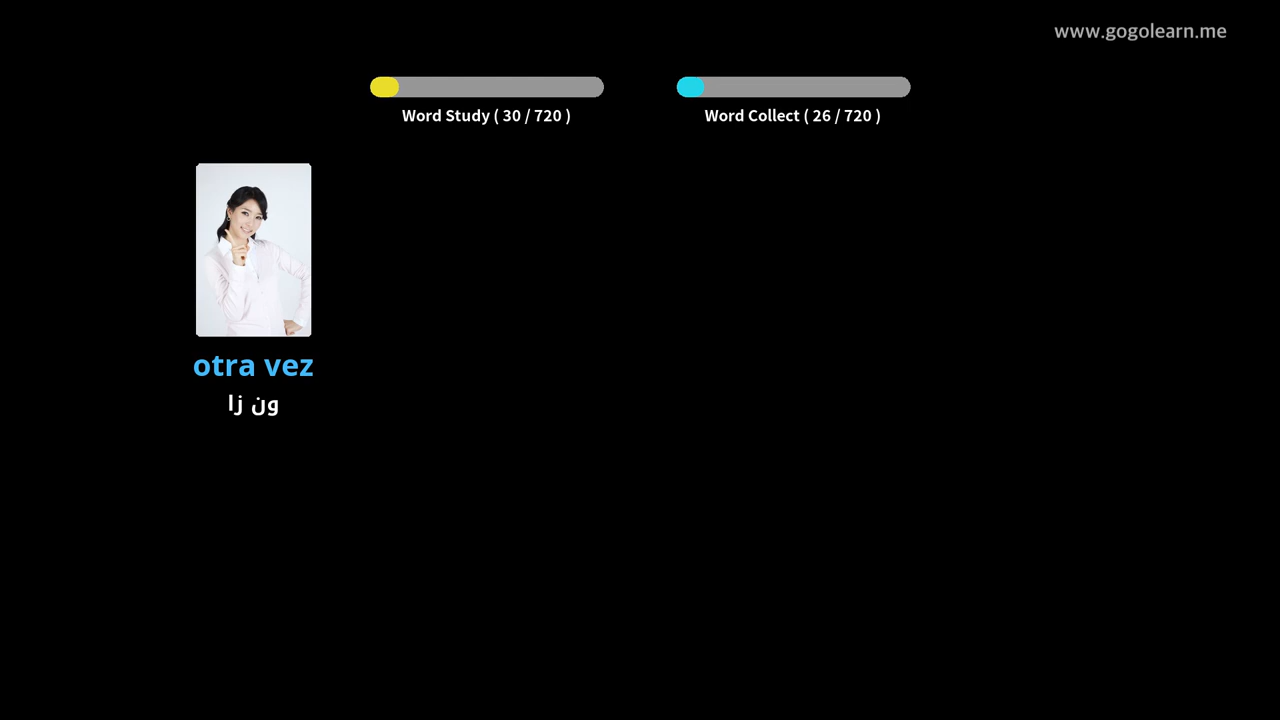 www.gogolearn.me
Word Study ( 30 / 720 )
Word Collect ( 26 / 720 )
otra vez
ون زا